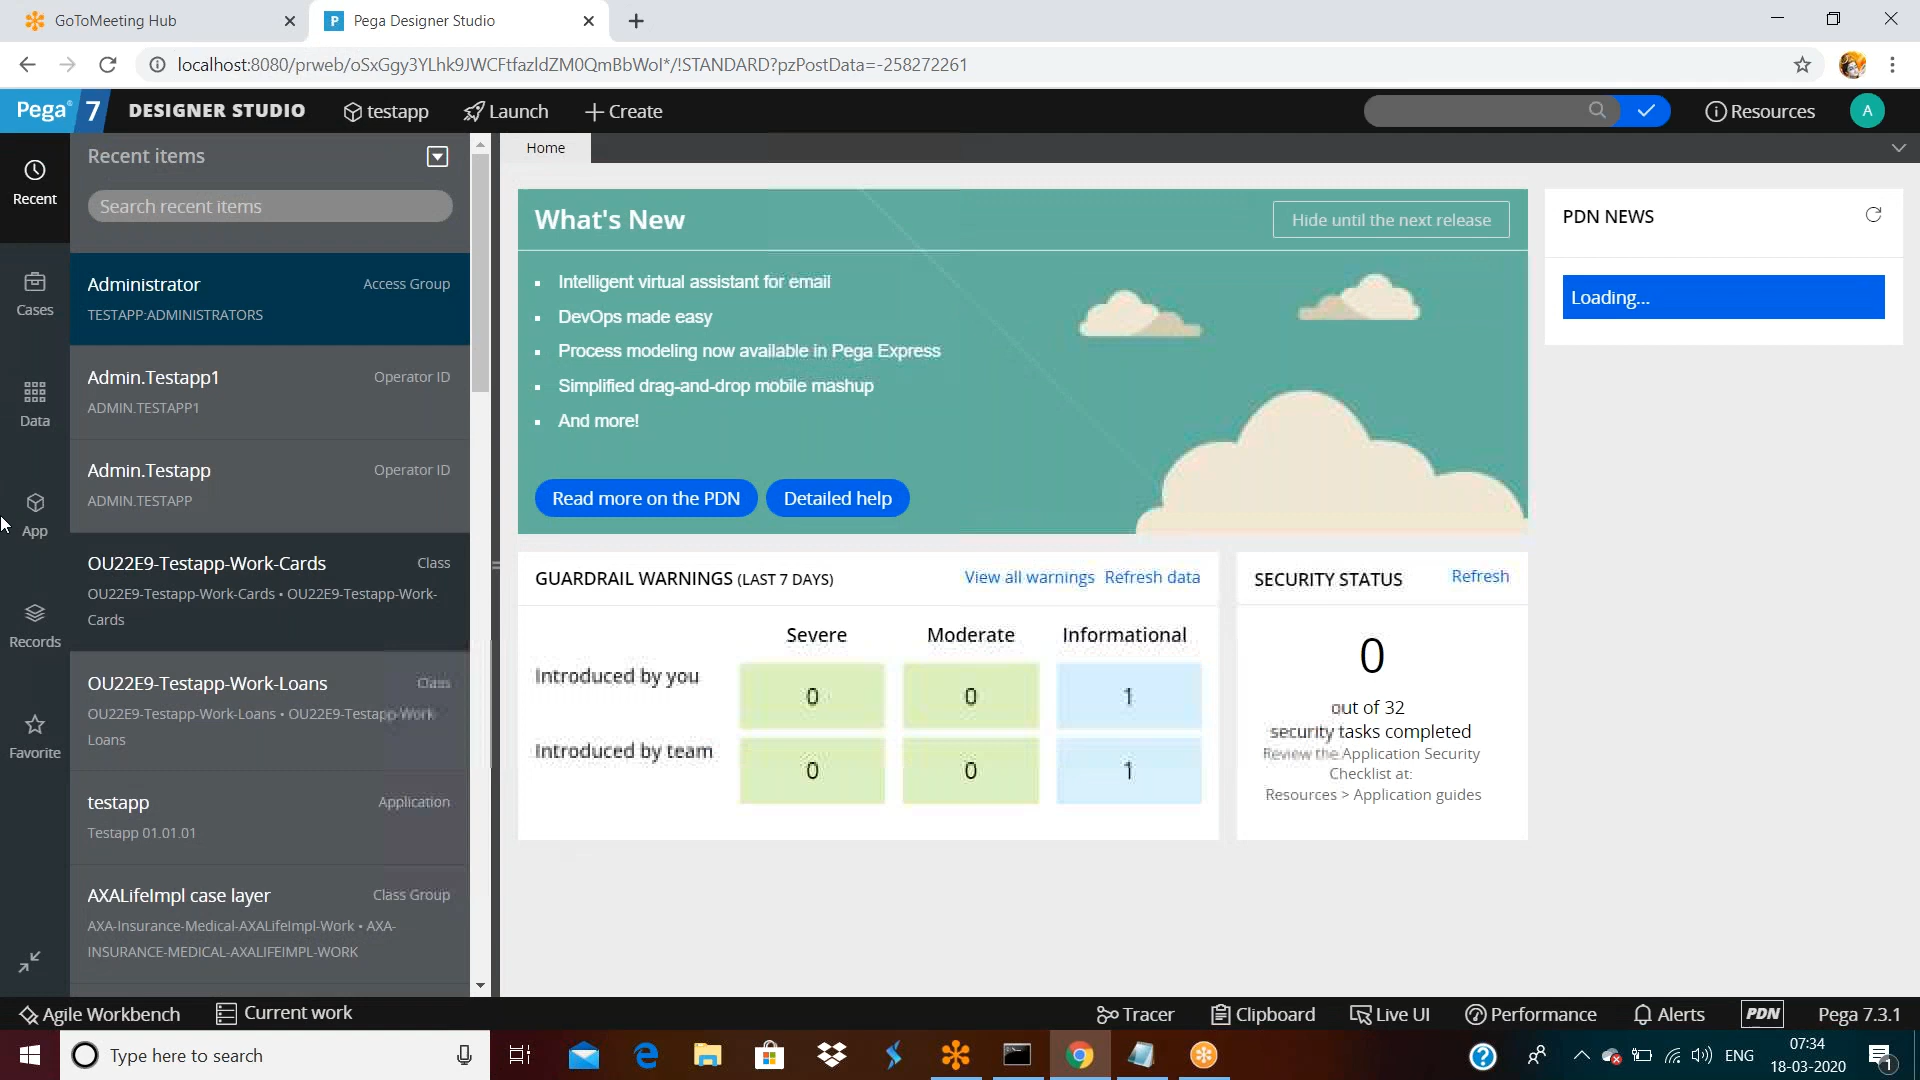 GoToMeeting Hub
Pega Designer Studio
localhost:8080/prweb/oSxGgy3YLhk9JWCFtfazldZM0QmBbWoI*/!STANDARD?pzPostData=-258272261
Pega 7 DESIGNER STUDIO testapp Launch Create Resources A
Recent
Cases
Data
App
Records
Favorite
Recent items
Search recent items
Administrator Access Group
TESTAPP:ADMINISTRATORS
Admin.Testapp1 Operator ID
ADMIN.TESTAPP1
Admin.Testapp Operator ID
ADMIN.TESTAPP
OU22E9-Testapp-Work-Cards Class
OU22E9-Testapp-Work-Cards • OU22E9-Testapp-Work-
Cards
OU22E9-Testapp-Work-Loans Class
OU22E9-Testapp-Work-Loans • OU22E9-Testapp-Work-
Loans
testapp Application
Testapp 01.01.01
AXALifeImpl case layer Class Group
AXA-Insurance-Medical-AXALifeImpl-Work • AXA-
INSURANCE-MEDICAL-AXALIFEIMPL-WORK
Home
What's New
Hide until the next release
Intelligent virtual assistant for email
DevOps made easy
Process modeling now available in Pega Express
Simplified drag-and-drop mobile mashup
And more!
Read more on the PDN
Detailed help
PDN NEWS
Loading...
GUARDRAIL WARNINGS (LAST 7 DAYS)
View all warnings Refresh data
Severe Moderate Informational
Introduced by you 0 0 1
Introduced by team 0 0 1
SECURITY STATUS Refresh
0
out of 32
security tasks completed
Review the Application Security
Checklist at:
Resources > Application guides
Agile Workbench Current work Tracer Clipboard Live UI Performance Alerts PDN Pega 7.3.1
Type here to search
ENG
07:34
18-03-2020
1